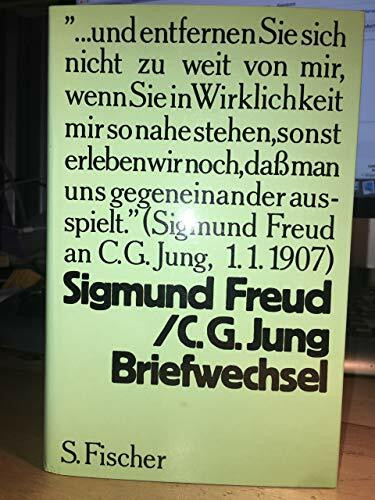 "...und entfernen Sie sich
nicht zu weit von mir,
wenn Sie in Wirklichkeit
mir so nahe stehen, sonst
erleben wir noch, daß man
uns gegeneinander aus-
spielt." (Sigmund Freud
an C. G. Jung, 1.1.1907)
Sigmund Freud
/C. G. Jung
Briefwechsel
S. Fischer